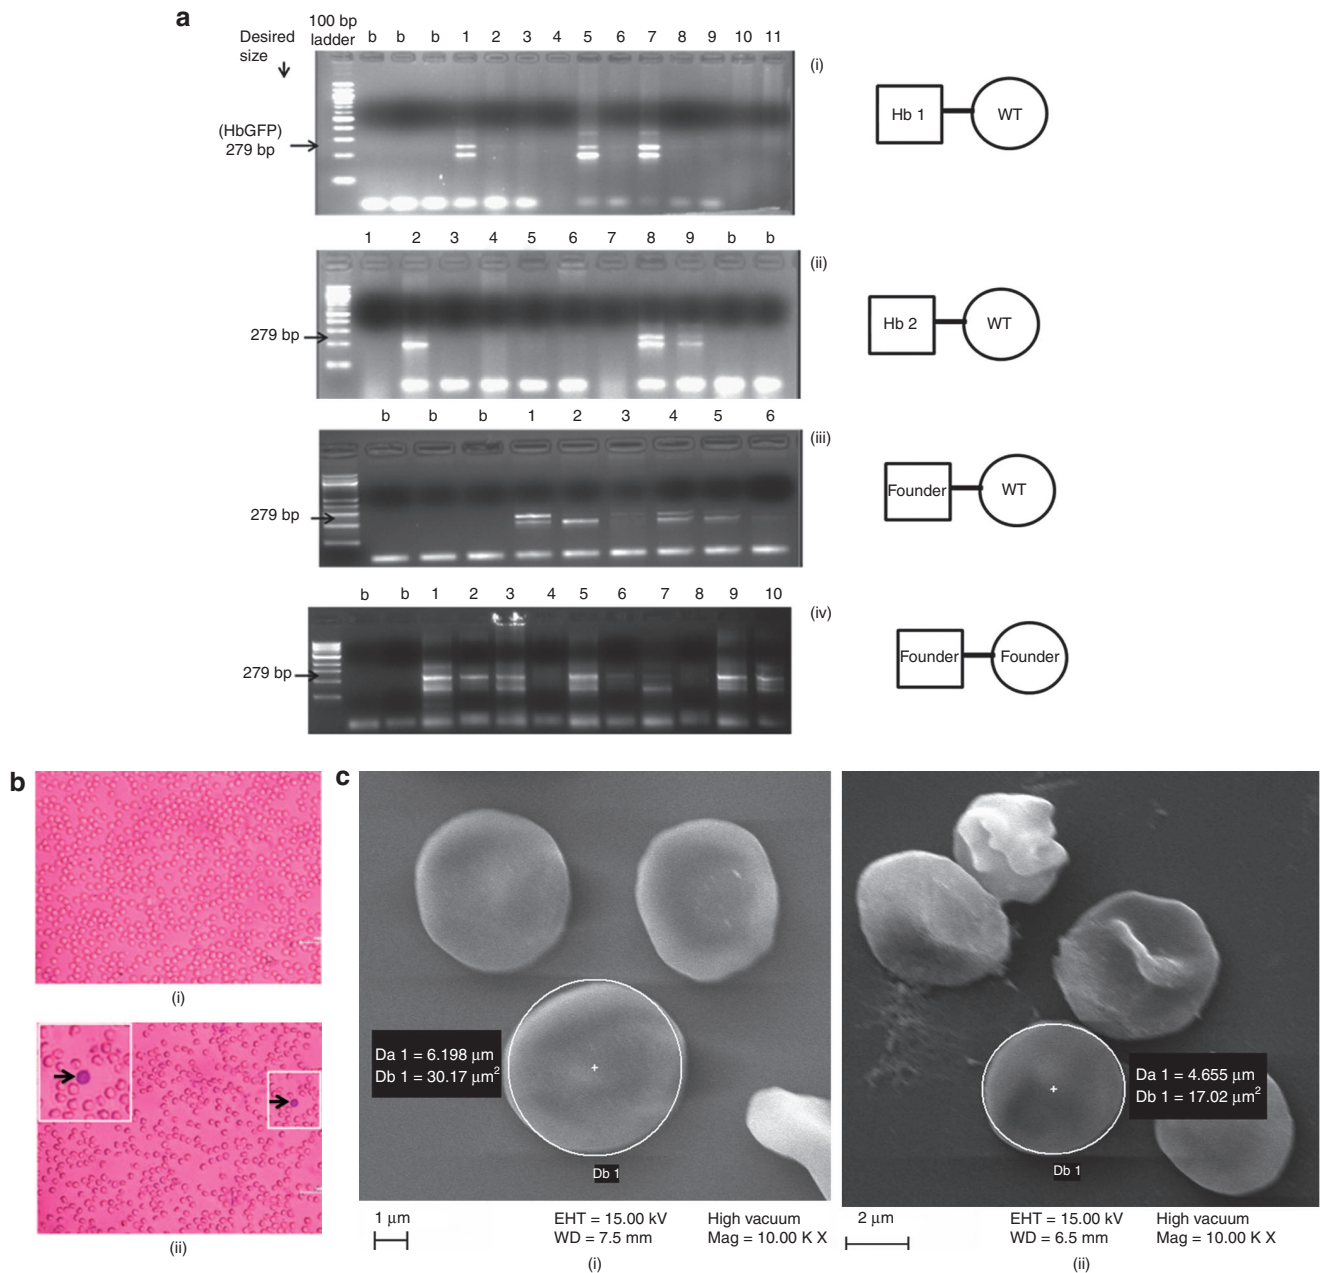 a
Desired size
100 bp ladder
b b b 1 2 3 4 5 6 7 8 9 10 11
(i)
(HbGFP)
279 bp
Hb 1 WT
1 2 3 4 5 6 7 8 9 b b
(ii)
279 bp
Hb 2 WT
b b b 1 2 3 4 5 6
(iii)
279 bp
Founder WT
b b 1 2 3 4 5 6 7 8 9 10
(iv)
279 bp
Founder Founder
b
(i)
(ii)
c
Da 1 = 6.198 μm
Db 1 = 30.17 μm²
Db 1
1 μm
EHT = 15.00 kV
WD = 7.5 mm
High vacuum
Mag = 10.00 K X
(i)
Da 1 = 4.655 μm
Db 1 = 17.02 μm²
Db 1
2 μm
EHT = 15.00 kV
WD = 6.5 mm
High vacuum
Mag = 10.00 K X
(ii)